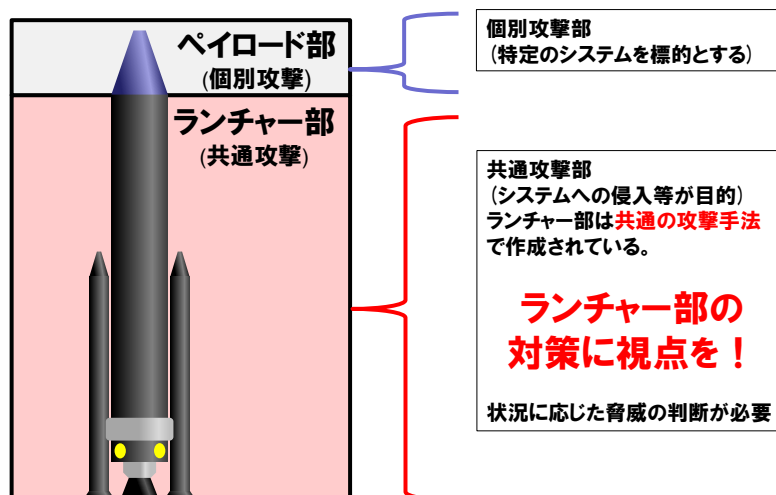 ペイロード部
(個別攻撃)
ランチャー部
(共通攻撃)
個別攻撃部
(特定のシステムを標的とする)
共通攻撃部
(システムへの侵入等が目的)
ランチャー部は共通の攻撃手法
で作成されている。
ランチャー部の
対策に視点を！
状況に応じた脅威の判断が必要